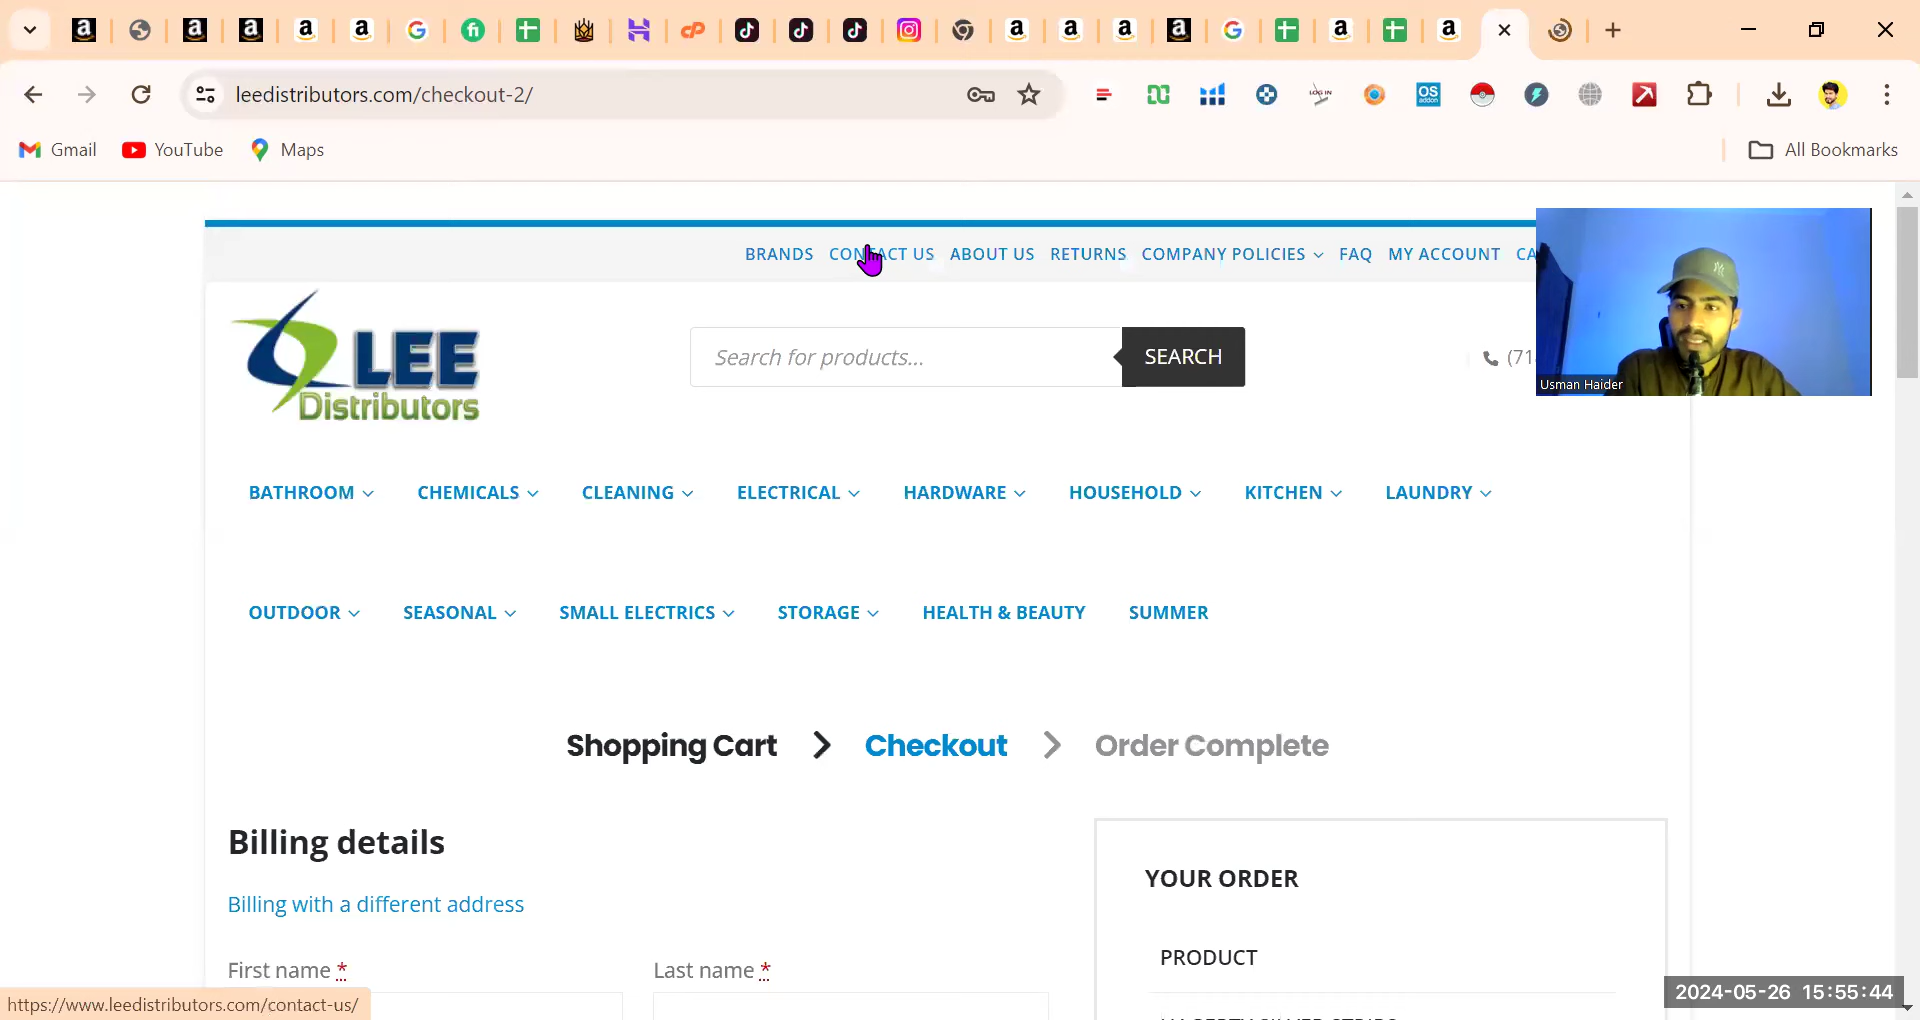 leedistributors.com/checkout-2/
Gmail
YouTube
Maps
All Bookmarks
BRANDS CONTACT US ABOUT US RETURNS COMPANY POLICIES FAQ MY ACCOUNT
LEE
Distributors
Search for products...
SEARCH
(71
Usman Haider
BATHROOM CHEMICALS CLEANING ELECTRICAL HARDWARE HOUSEHOLD KITCHEN LAUNDRY
OUTDOOR SEASONAL SMALL ELECTRICS STORAGE HEALTH & BEAUTY SUMMER
Shopping Cart Checkout Order Complete
Billing details
Billing with a different address
First name *
Last name *
YOUR ORDER
PRODUCT
https://www.leedistributors.com/contact-us/
2024-05-26 15:55:44